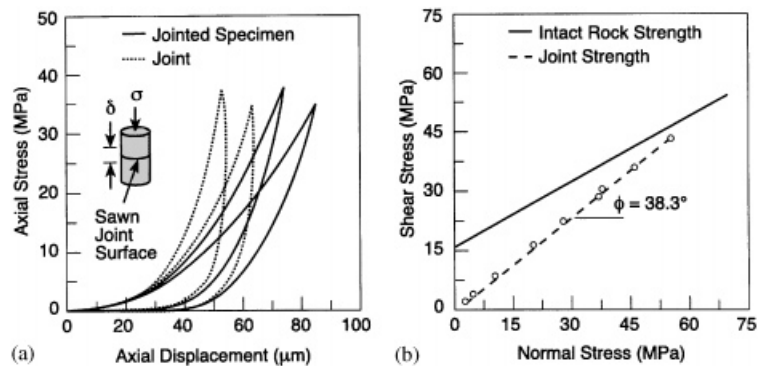 Jointed Specimen
Joint
50
40
30
20
10
0
Axial Stress (MPa)
δ
σ
Sawn
Joint
Surface
0 20 40 60 80 100
(a)
Axial Displacement (μm)
75
60
45
30
15
0
Shear Stress (MPa)
Intact Rock Strength
Joint Strength
ϕ = 38.3°
0 15 30 45 60 75
(b)
Normal Stress (MPa)